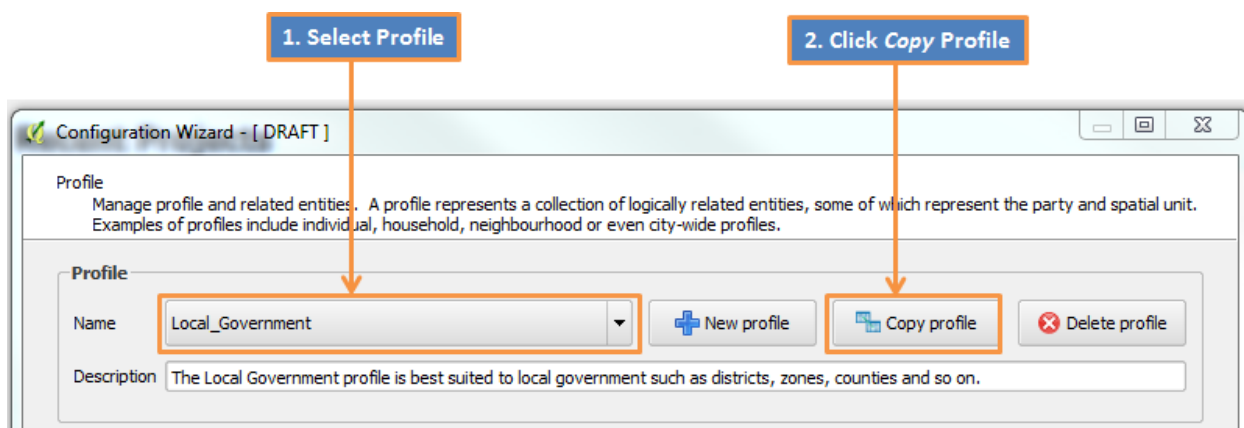 1. Select Profile
2. Click Copy Profile
Configuration Wizard - [ DRAFT ]
Profile
Manage profile and related entities. A profile represents a collection of logically related entities, some of which represent the party and spatial unit.
Examples of profiles include individual, household, neighbourhood or even city-wide profiles.
Profile
Name Local_Government New profile Copy profile Delete profile
Description The Local Government profile is best suited to local government such as districts, zones, counties and so on.